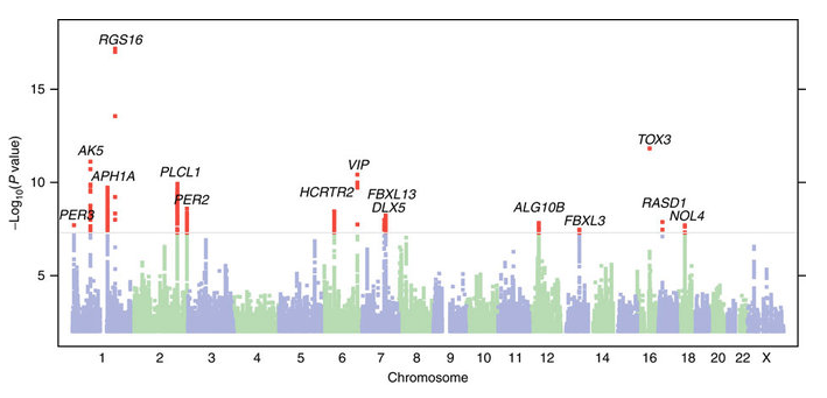 RGS16
15
TOX3
AK5
VIP
APH1A
PLCL1
10
HCRTR2
FBXL13
PER2
RASD1
DLX5
ALG10B
PER3
NOL4
FBXL3
5
−Log10(P value)
1 2 3 4 5 6 7 8 9 10 11 12 14 16 18 20 22 X
Chromosome